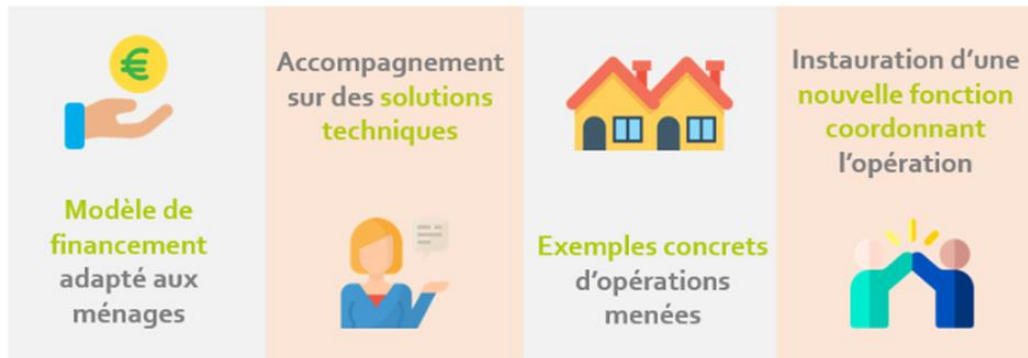 Modèle de
financement
adapté aux
ménages
Accompagnement
sur des solutions
techniques
Exemples concrets
d'opérations
menées
Instauration d'une
nouvelle fonction
coordonnant
l'opération